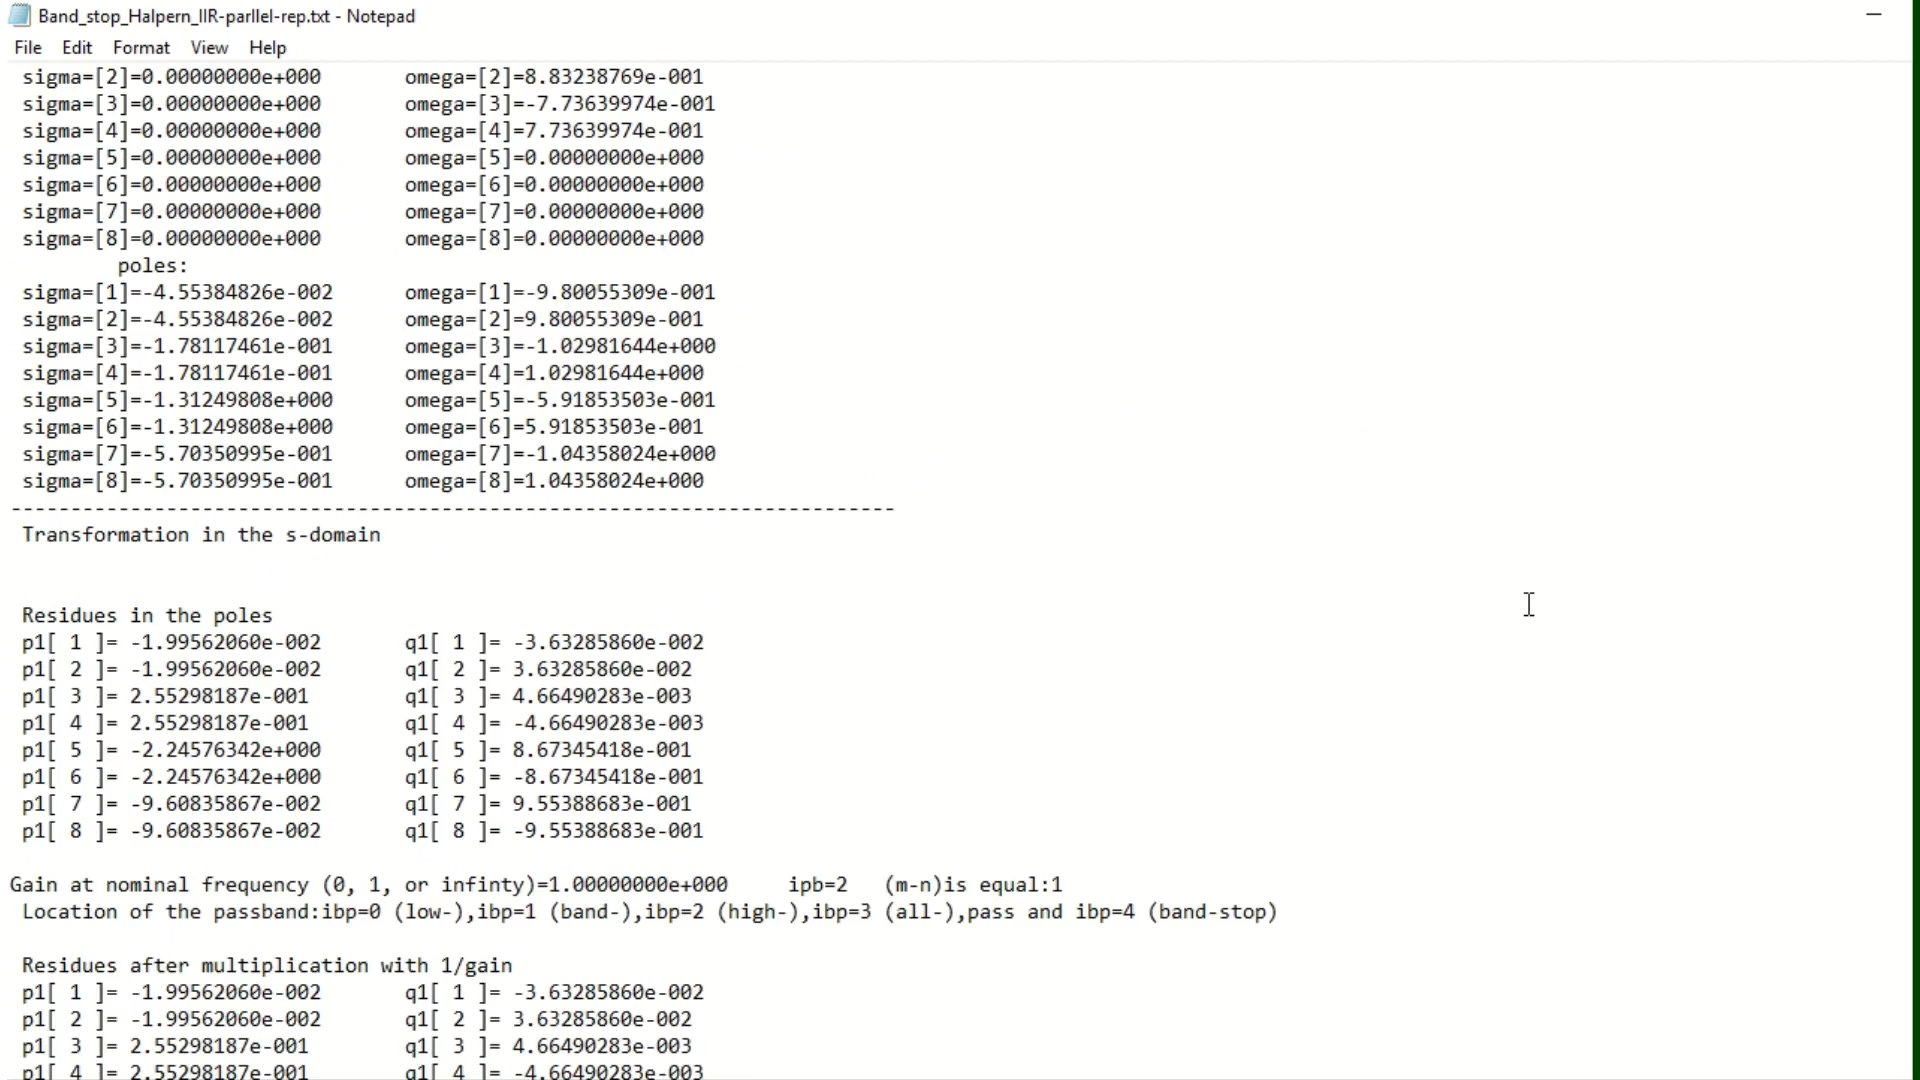 Band_stop_Halpern_IIR-parllel-rep.txt - Notepad
File Edit Format View Help
sigma=[2]=0.00000000e+000 omega=[2]=8.83238769e-001
sigma=[3]=0.00000000e+000 omega=[3]=-7.73639974e-001
sigma=[4]=0.00000000e+000 omega=[4]=7.73639974e-001
sigma=[5]=0.00000000e+000 omega=[5]=0.00000000e+000
sigma=[6]=0.00000000e+000 omega=[6]=0.00000000e+000
sigma=[7]=0.00000000e+000 omega=[7]=0.00000000e+000
sigma=[8]=0.00000000e+000 omega=[8]=0.00000000e+000
poles:
sigma=[1]=-4.55384826e-002 omega=[1]=-9.80055309e-001
sigma=[2]=-4.55384826e-002 omega=[2]=9.80055309e-001
sigma=[3]=-1.78117461e-001 omega=[3]=-1.02981644e+000
sigma=[4]=-1.78117461e-001 omega=[4]=1.02981644e+000
sigma=[5]=-1.31249808e+000 omega=[5]=-5.91853503e-001
sigma=[6]=-1.31249808e+000 omega=[6]=5.91853503e-001
sigma=[7]=-5.70350995e-001 omega=[7]=-1.04358024e+000
sigma=[8]=-5.70350995e-001 omega=[8]=1.04358024e+000
--------------------------------------------------------------------------
Transformation in the s-domain
Residues in the poles
p1[ 1 ]= -1.99562060e-002 q1[ 1 ]= -3.63285860e-002
p1[ 2 ]= -1.99562060e-002 q1[ 2 ]= 3.63285860e-002
p1[ 3 ]= 2.55298187e-001 q1[ 3 ]= 4.66490283e-003
p1[ 4 ]= 2.55298187e-001 q1[ 4 ]= -4.66490283e-003
p1[ 5 ]= -2.24576342e+000 q1[ 5 ]= 8.67345418e-001
p1[ 6 ]= -2.24576342e+000 q1[ 6 ]= -8.67345418e-001
p1[ 7 ]= -9.60835867e-002 q1[ 7 ]= 9.55388683e-001
p1[ 8 ]= -9.60835867e-002 q1[ 8 ]= -9.55388683e-001
Gain at nominal frequency (0, 1, or infinty)=1.00000000e+000 ipb=2 (m-n)is equal:1
Location of the passband:ibp=0 (low-),ibp=1 (band-),ibp=2 (high-),ibp=3 (all-),pass and ibp=4 (band-stop)
Residues after multiplication with 1/gain
p1[ 1 ]= -1.99562060e-002 q1[ 1 ]= -3.63285860e-002
p1[ 2 ]= -1.99562060e-002 q1[ 2 ]= 3.63285860e-002
p1[ 3 ]= 2.55298187e-001 q1[ 3 ]= 4.66490283e-003
p1[ 4 ]= 2.55298187e-001 q1[ 4 ]= -4.66490283e-003